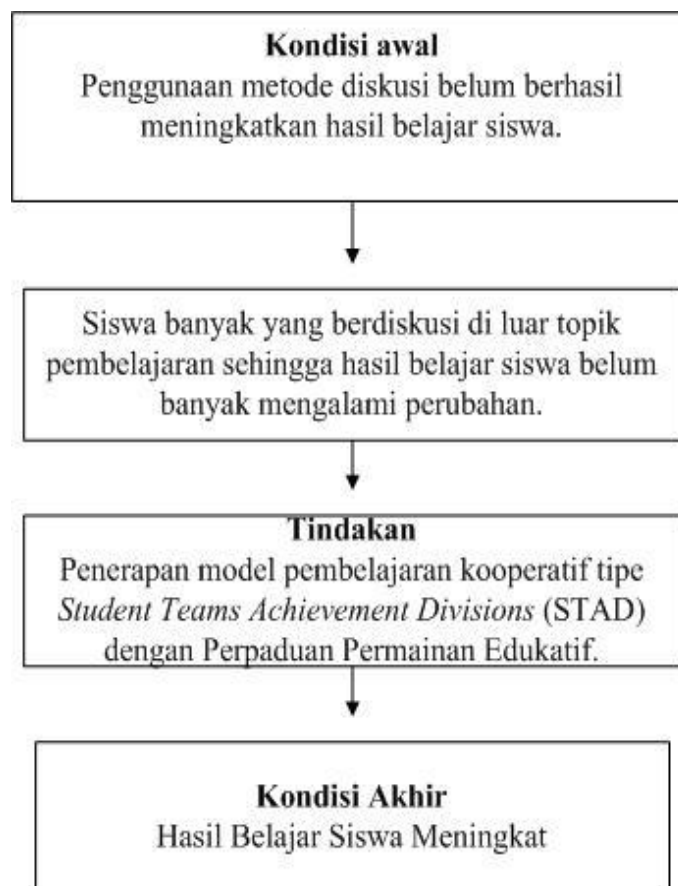 Kondisi awal
Penggunaan metode diskusi belum berhasil
meningkatkan hasil belajar siswa.
Siswa banyak yang berdiskusi di luar topik
pembelajaran sehingga hasil belajar siswa belum
banyak mengalami perubahan.
Tindakan
Penerapan model pembelajaran kooperatif tipe
Student Teams Achievement Divisions (STAD)
dengan Perpaduan Permainan Edukatif.
Kondisi Akhir
Hasil Belajar Siswa Meningkat